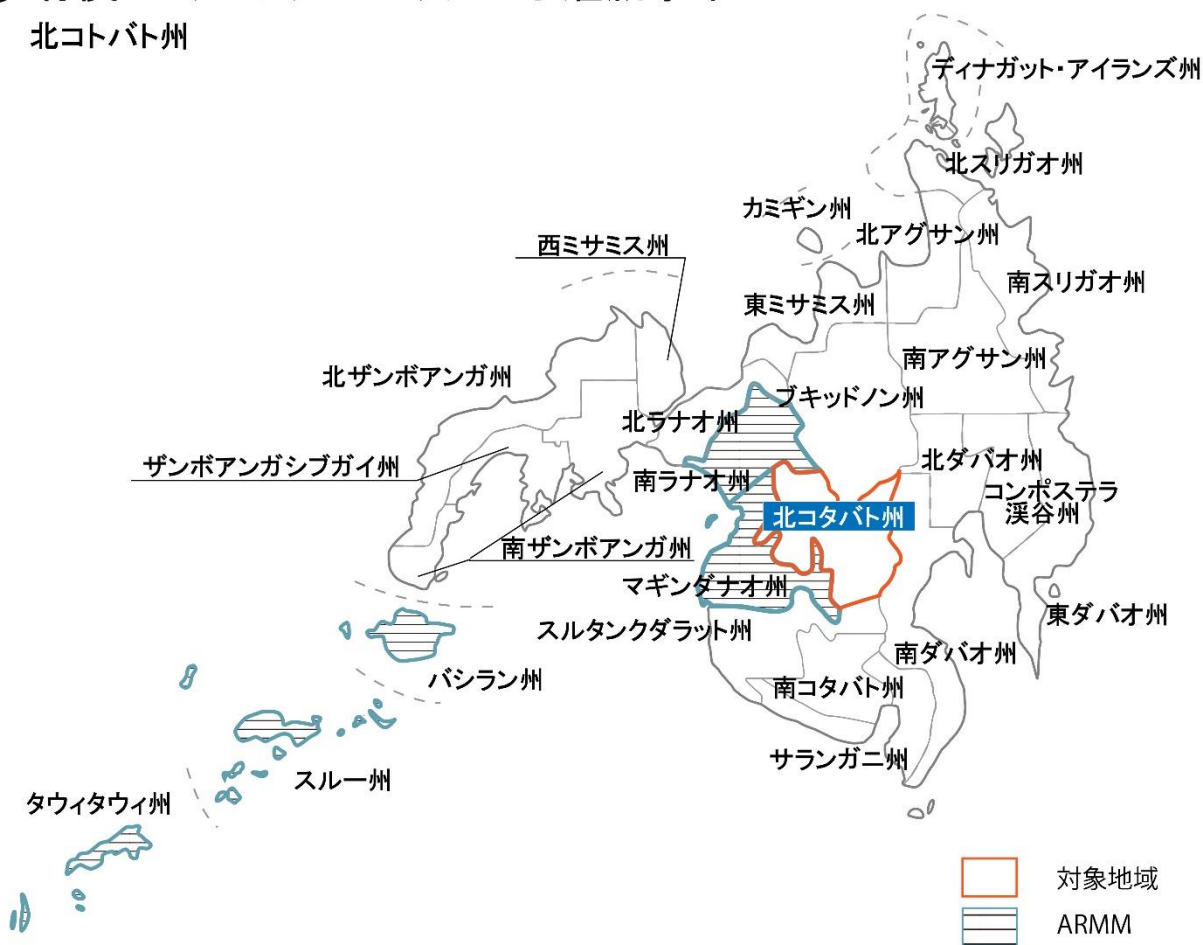 北コトバト州
ディナガット・アイランズ州
北スリガオ州
カミギン州
北アグサン州
西ミサミス州
南スリガオ州
東ミサミス州
南アグサン州
北ザンボアンガ州
ブキッドノン州
北ラナオ州
ザンボアンガシブガイ州
北ダバオ州
南ラナオ州
コンポステラ
渓谷州
北コタバト州
南ザンボアンガ州
マギンダナオ州
東ダバオ州
スルタンクダラット州
南ダバオ州
バシラン州
南コタバト州
サランガニ州
スルー州
タウィタウィ州
対象地域
ARMM